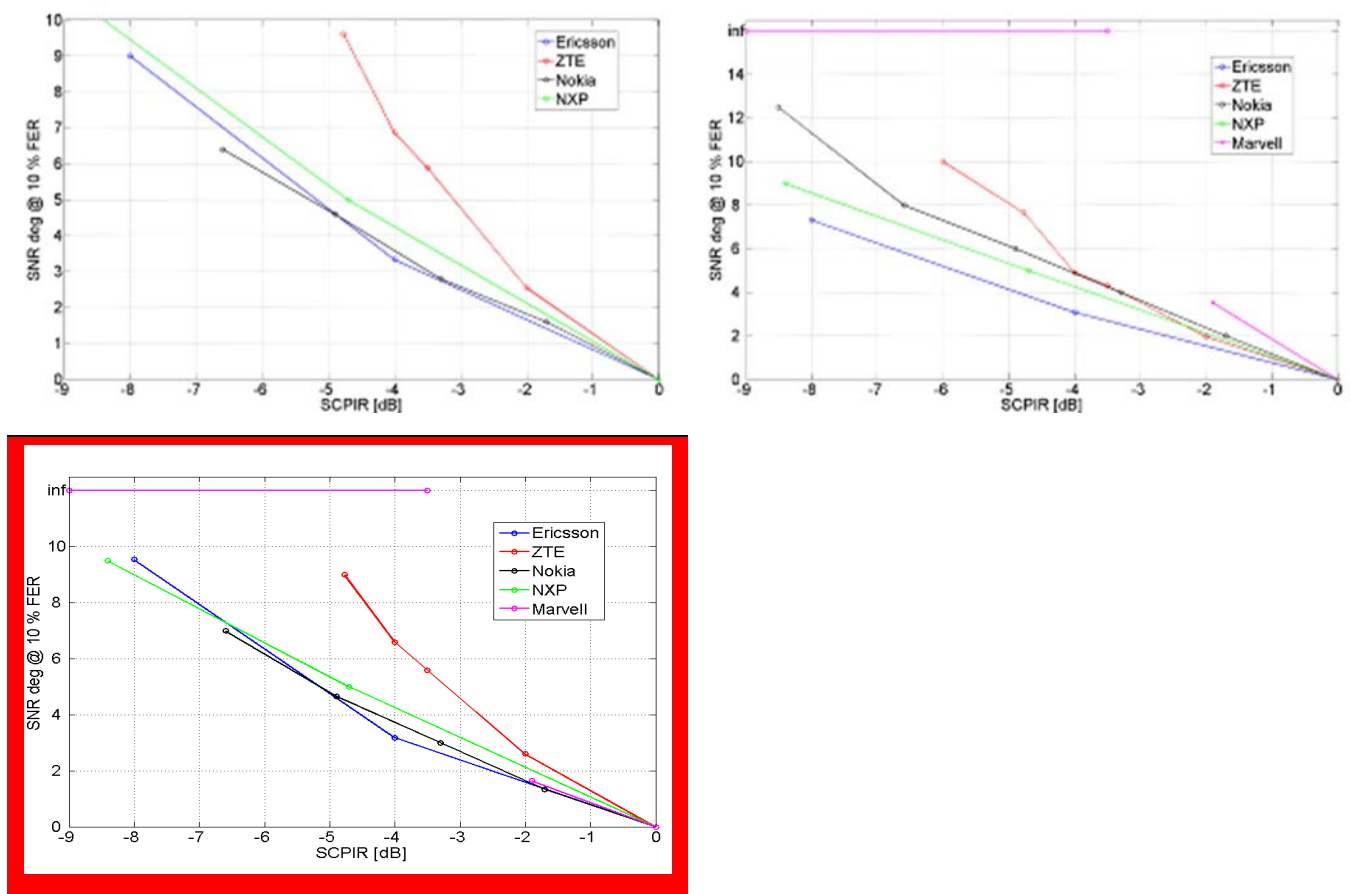 10
9
8
7
6
5
4
3
2
1
0
SNR deg @ 10 % FER
Ericsson
ZTE
Nokia
NXP
-9 -8 -7 -6 -5 -4 -3 -2 -1 0
SCPIR [dB]
inf
14
12
10
8
6
4
2
0
SNR deg @ 10 % FER
Ericsson
ZTE
Nokia
NXP
Marvell
-9 -8 -7 -6 -5 -4 -3 -2 -1 0
SCPIR [dB]
inf
10
8
6
4
2
0
SNR deg @ 10 % FER
Ericsson
ZTE
Nokia
NXP
Marvell
-9 -8 -7 -6 -5 -4 -3 -2 -1 0
SCPIR [dB]